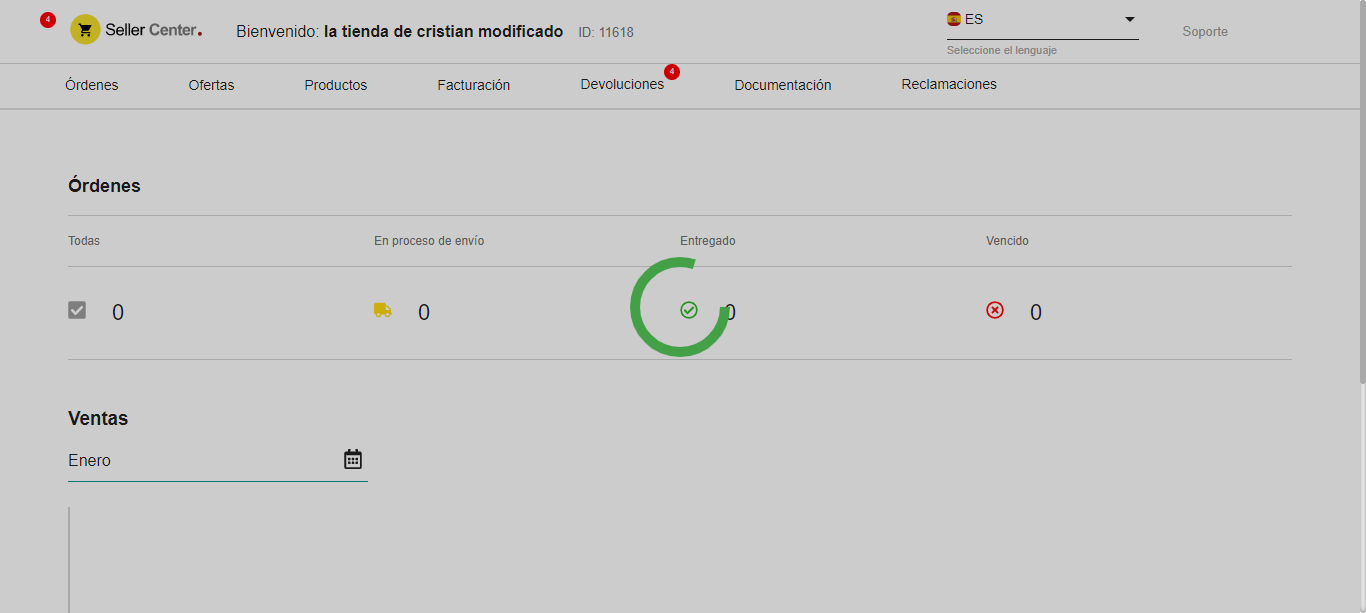 4
Seller Center.
Bienvenido: la tienda de cristian modificado ID: 11618
ES
Seleccione el lenguaje
Soporte
Órdenes Ofertas Productos Facturación Devoluciones 4 Documentación Reclamaciones
Órdenes
Todas En proceso de envío Entregado Vencido
0 0 0 0
Ventas
Enero